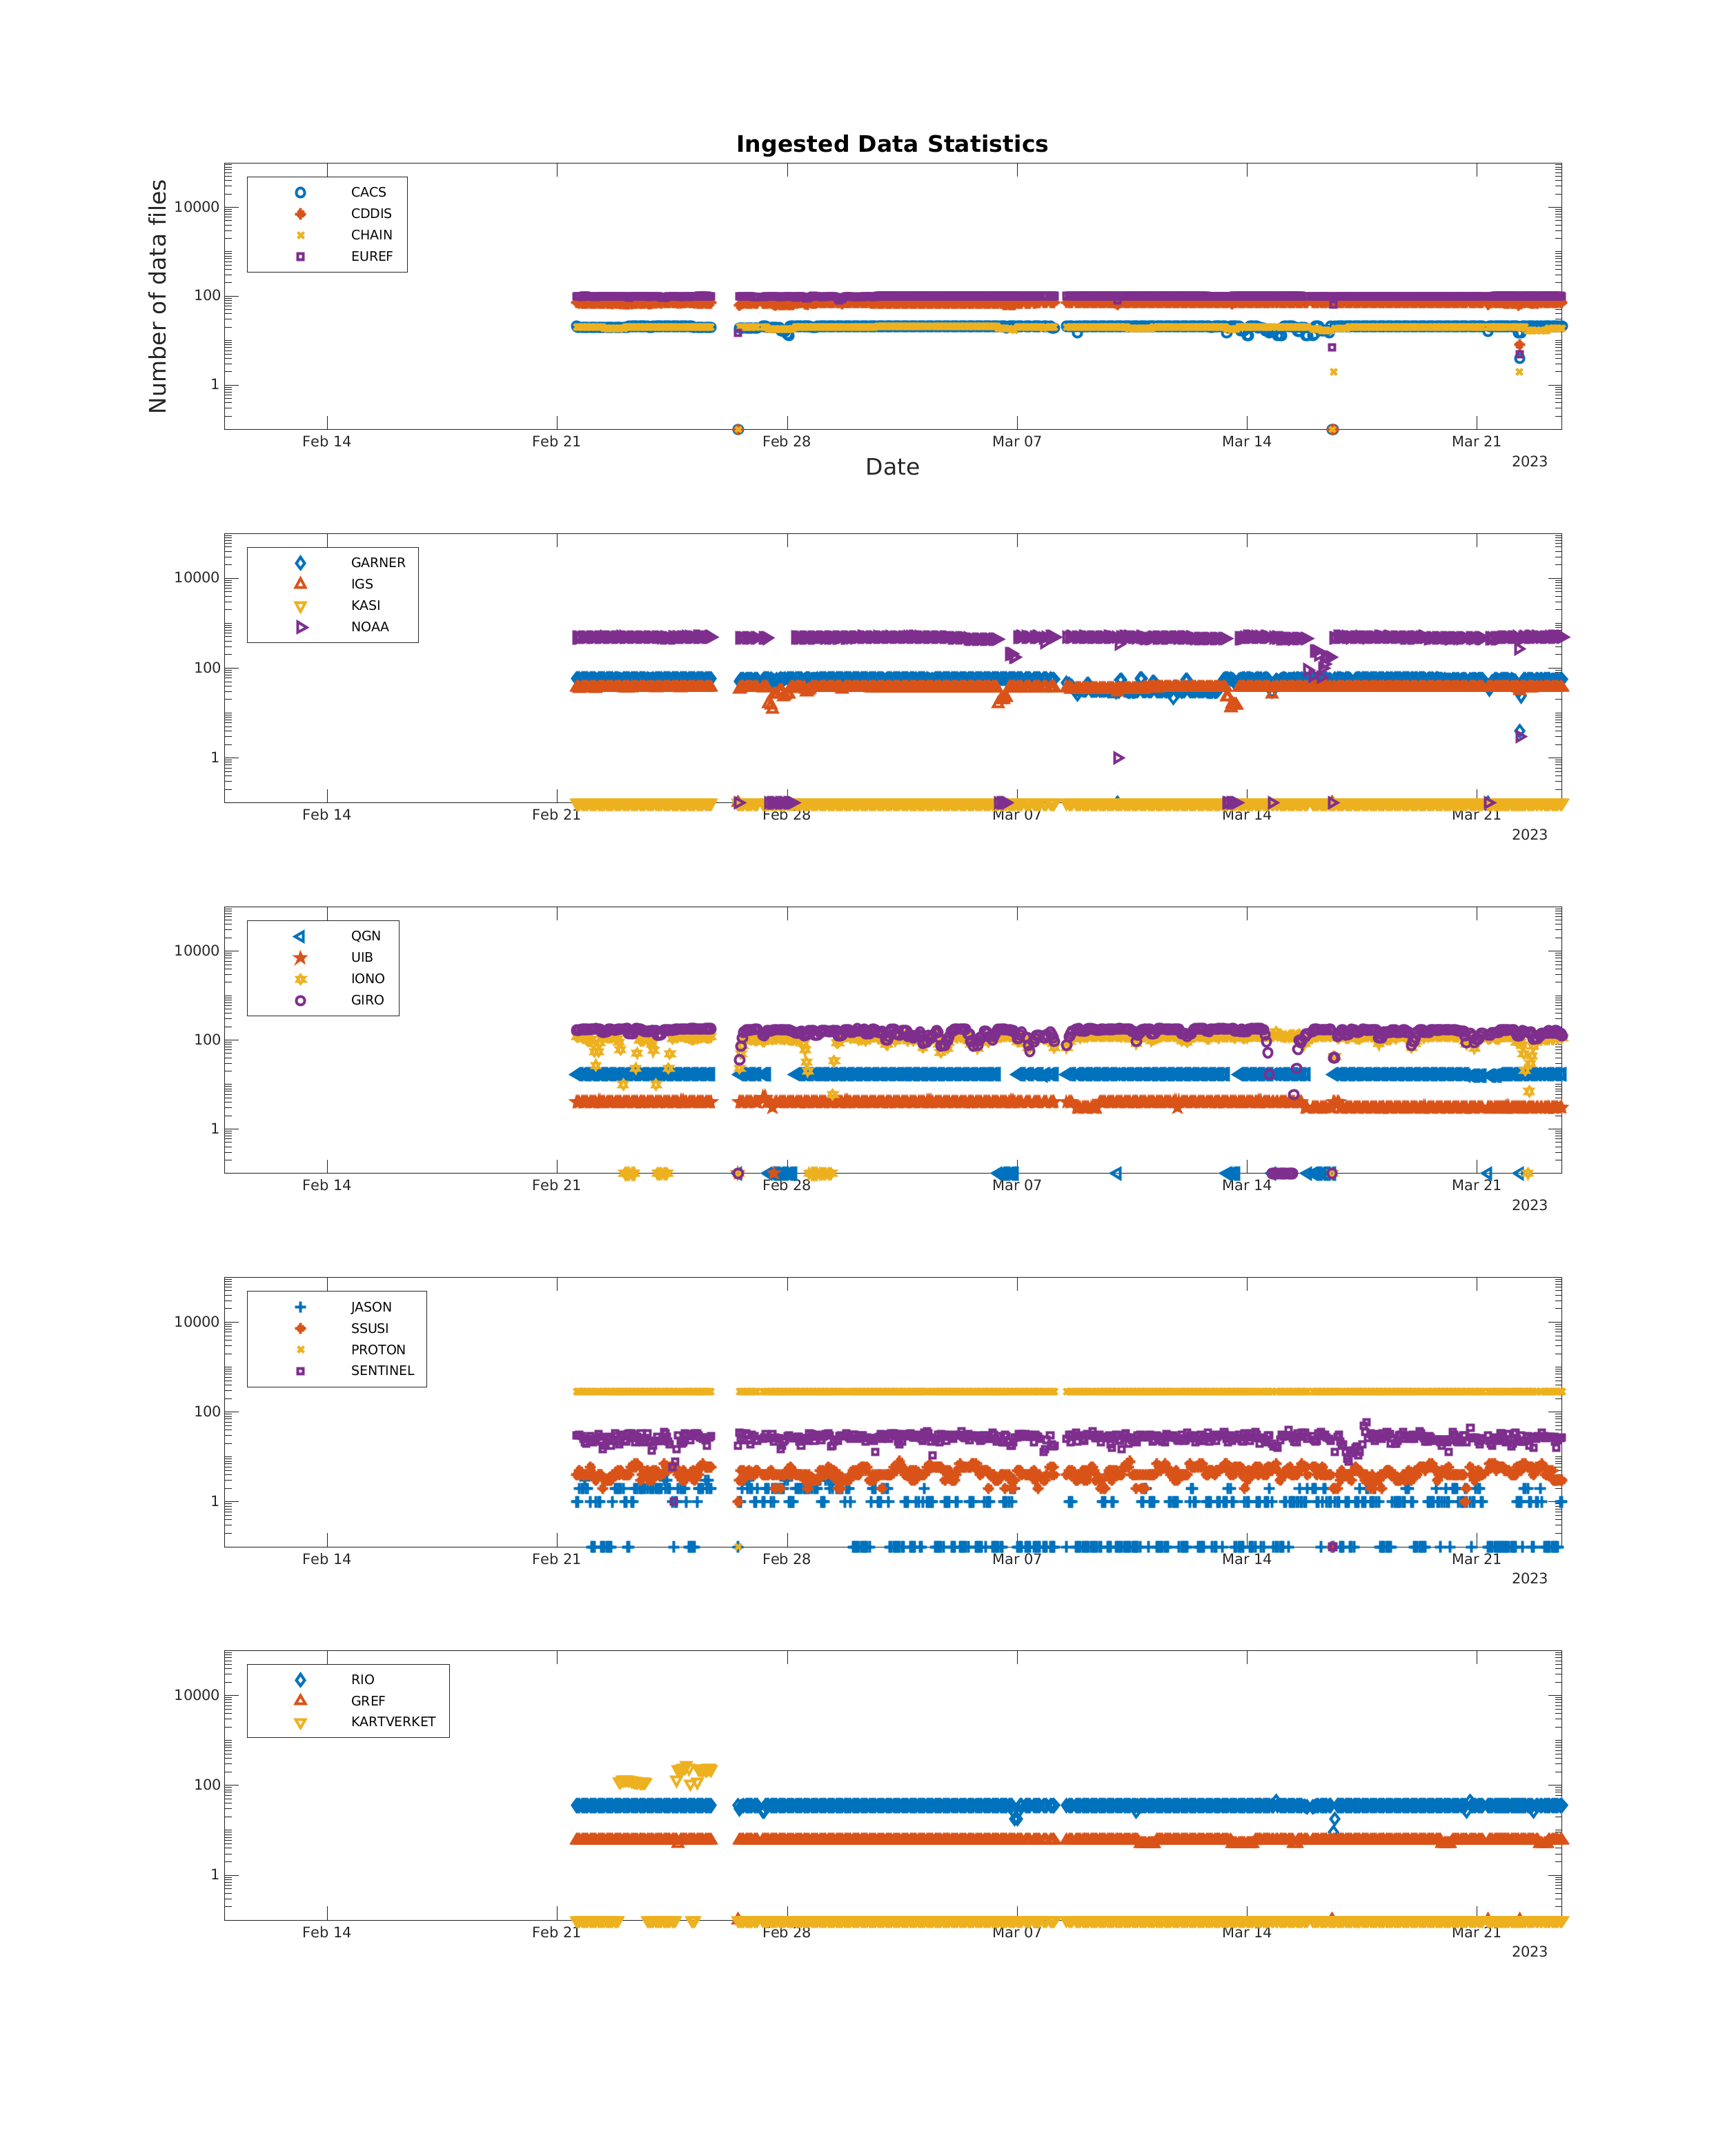 Ingested Data Statistics
Number of data files
CACS
CDDIS
CHAIN
EUREF
10000
100
1
Feb 14 Feb 21 Feb 28 Mar 07 Mar 14 Mar 21
2023
Date
GARNER
IGS
KASI
NOAA
10000
100
1
Feb 14 Feb 21 Feb 28 Mar 07 Mar 14 Mar 21
2023
QGN
UIB
IONO
GIRO
10000
100
1
Feb 14 Feb 21 Feb 28 Mar 07 Mar 14 Mar 21
2023
JASON
SSUSI
PROTON
SENTINEL
10000
100
1
Feb 14 Feb 21 Feb 28 Mar 07 Mar 14 Mar 21
2023
RIO
GREF
KARTVERKET
10000
100
1
Feb 14 Feb 21 Feb 28 Mar 07 Mar 14 Mar 21
2023